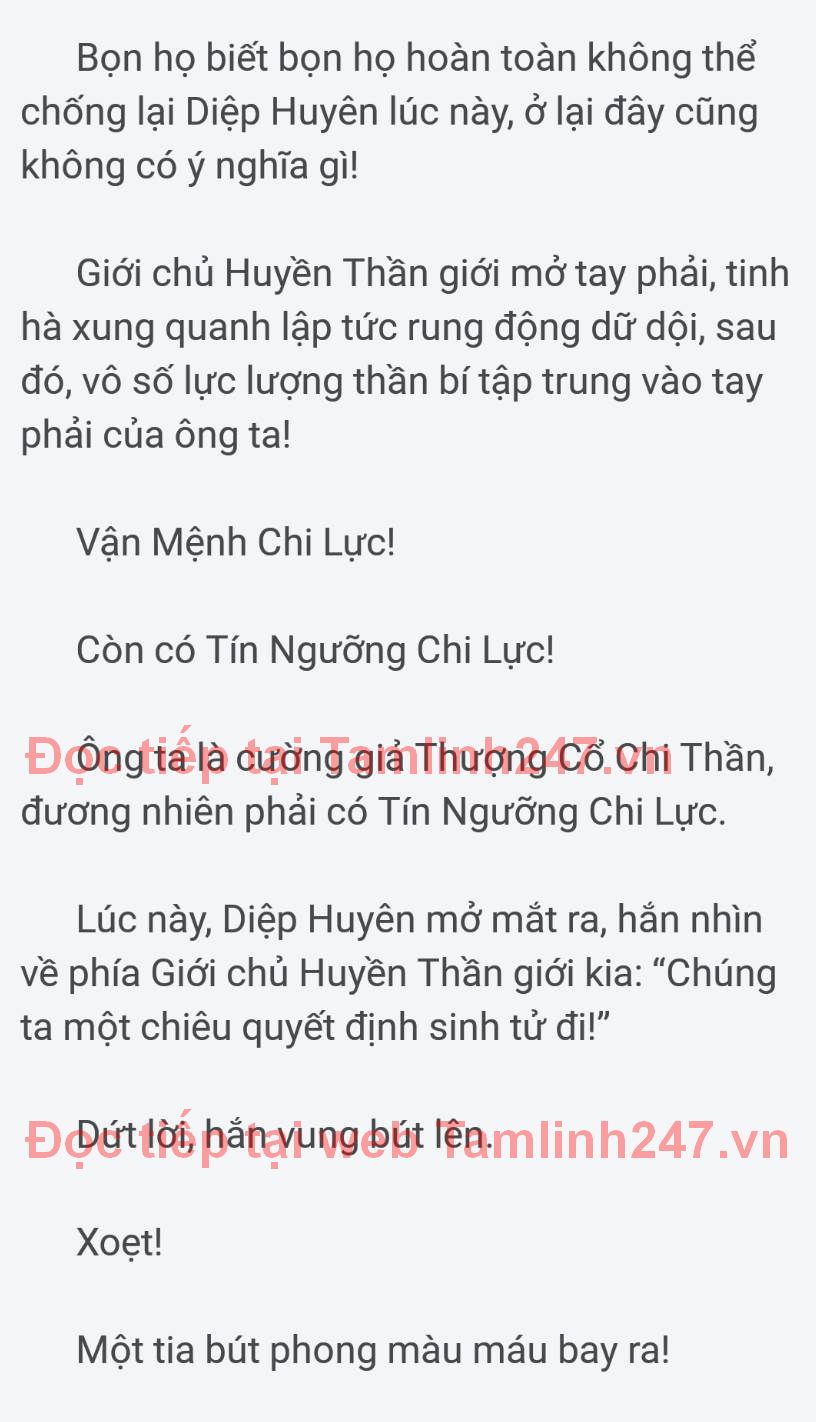 Bọn họ biết bọn họ hoàn toàn không thể
chống lại Diệp Huyên lúc này, ở lại đây cũng
không có ý nghĩa gì!
Giới chủ Huyền Thần giới mở tay phải, tinh
hà xung quanh lập tức rung động dữ dội, sau
đó, vô số lực lượng thần bí tập trung vào tay
phải của ông ta!
Vận Mệnh Chi Lực!
Còn có Tín Ngưỡng Chi Lực!
Ông ta là cường giả Thượng Cổ Chi Thần,
Đọc tiếp tại Tamlinh247.vn
đương nhiên phải có Tín Ngưỡng Chi Lực.
Lúc này, Diệp Huyên mở mắt ra, hắn nhìn
về phía Giới chủ Huyền Thần giới kia: “Chúng
ta một chiêu quyết định sinh tử đi!”
Dứt lời, hắn vung bút lên.
Đọc tiếp tại web Tamlinh247.vn
Xoẹt!
Một tia bút phong màu máu bay ra!